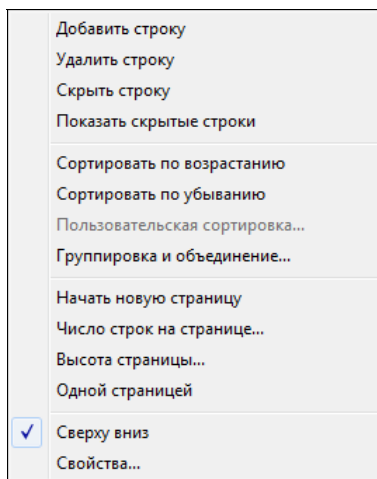 Добавить строку
Удалить строку
Скрыть строку
Показать скрытые строки
Сортировать по возрастанию
Сортировать по убыванию
Пользовательская сортировка...
Группировка и объединение...
Начать новую страницу
Число строк на странице...
Высота страницы...
Одной страницей
Сверху вниз
Свойства...